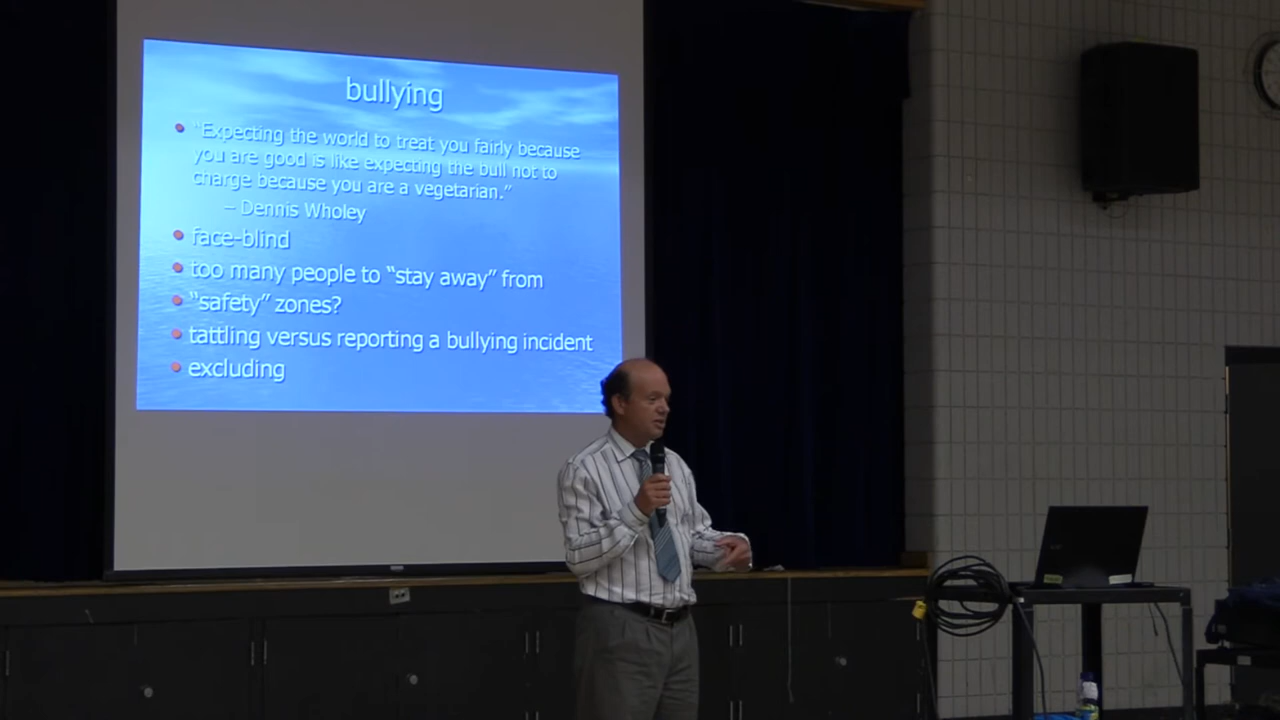 bullying
"Expecting the world to treat you fairly because
you are good is like expecting the bull not to
charge because you are a vegetarian."
– Dennis Wholey
face-blind
too many people to "stay away" from
"safety" zones?
tattling versus reporting a bullying incident
excluding